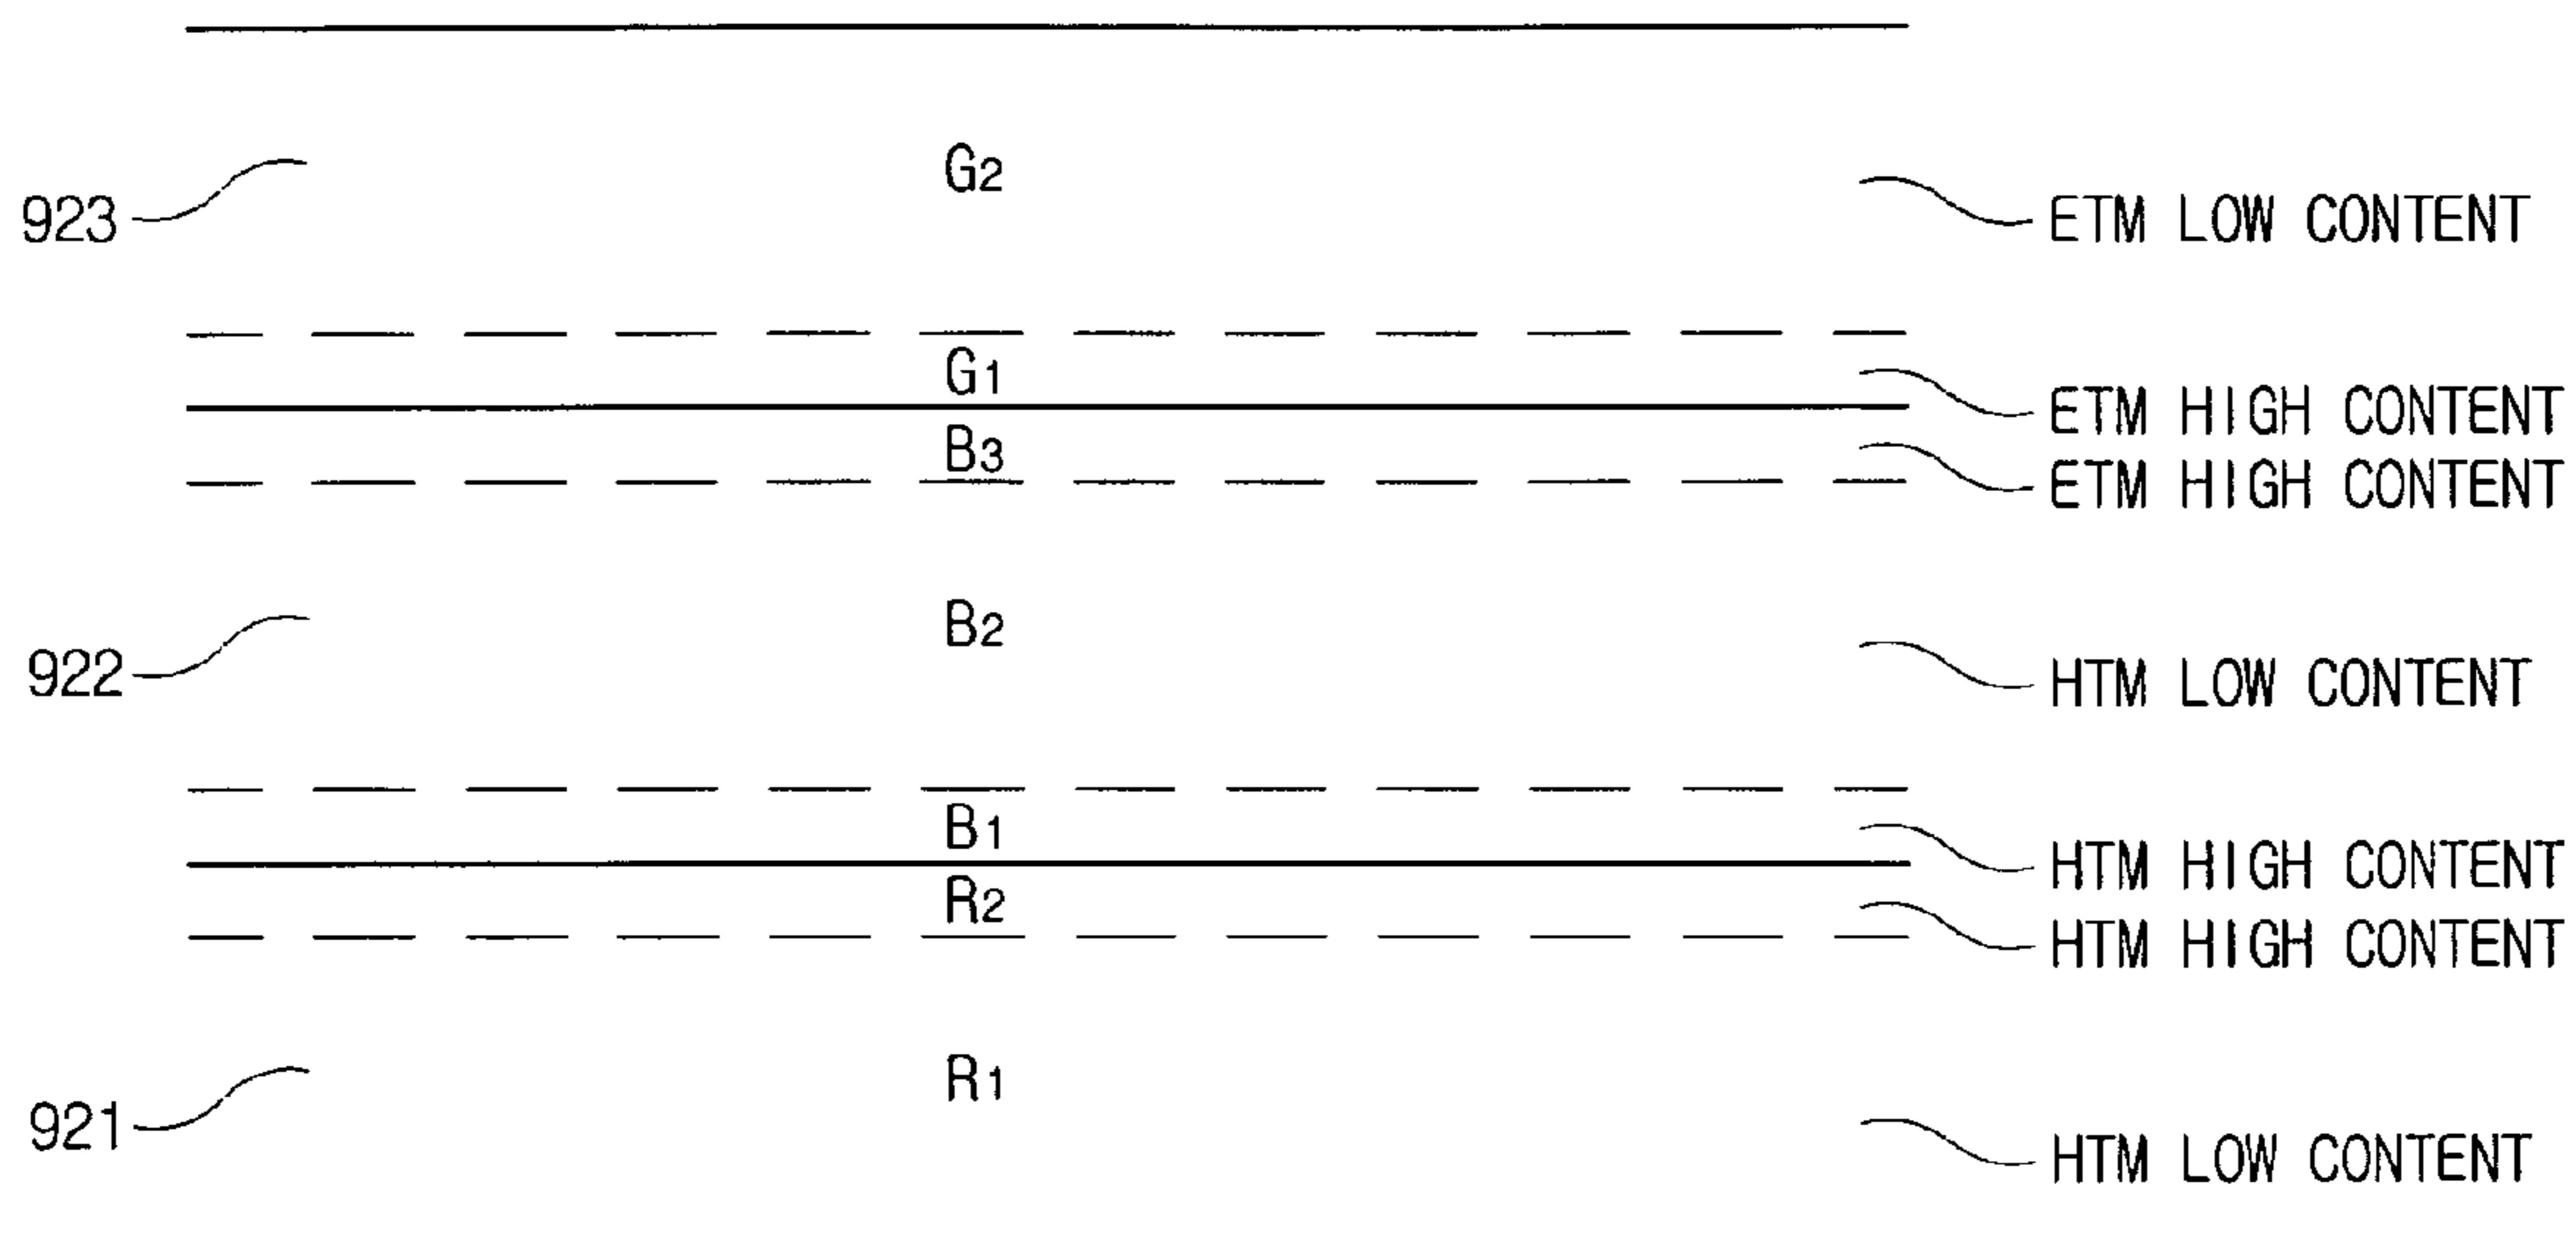 G2
923
ETM LOW CONTENT
G1
ETM HIGH CONTENT
B3
ETM HIGH CONTENT
B2
922
HTM LOW CONTENT
B1
HTM HIGH CONTENT
R2
HTM HIGH CONTENT
R1
921
HTM LOW CONTENT